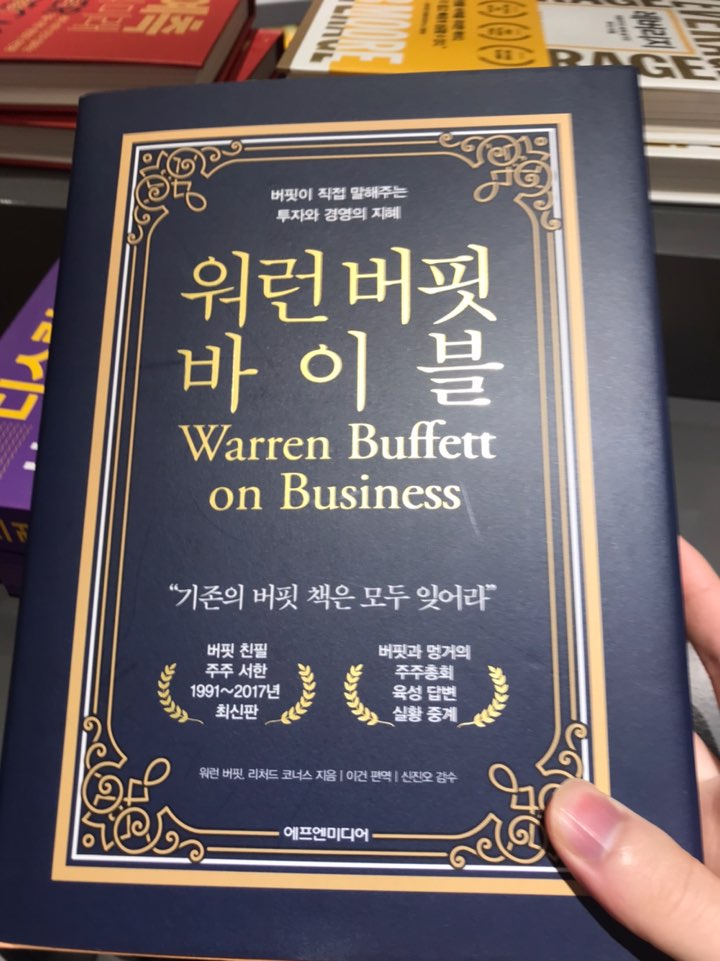 버핏이 직접 말해주는
투자와 경영의 지혜
워런 버핏
바이블
Warren Buffett
on Business
“기존의 버핏 책은 모두 잊어라”
버핏 친필
주주 서한
1991~2017년
최신판
버핏과 멍거의
주주총회
육성 답변
실황 중계
워런 버핏, 리처드 코너스 지음 | 이건 편역 | 신진오 감수
에프엔미디어
레버리지